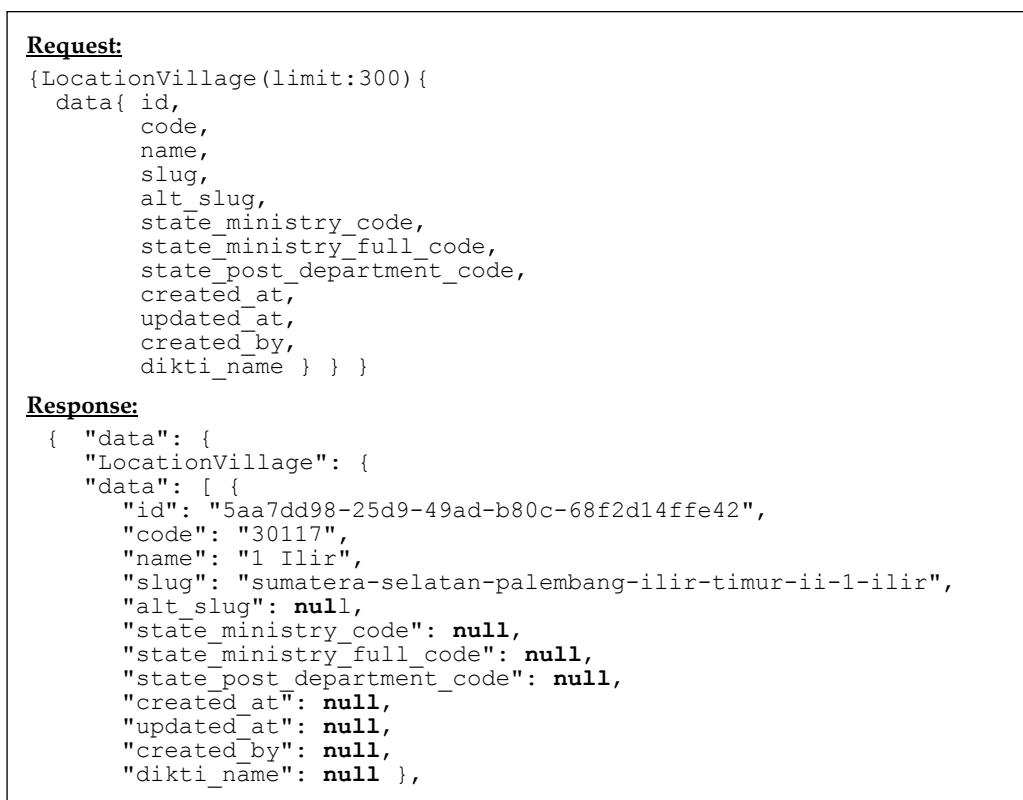 Request:
{LocationVillage(limit:300){
  data{ id,
        code,
        name,
        slug,
        alt_slug,
        state_ministry_code,
        state_ministry_full_code,
        state_post_department_code,
        created_at,
        updated_at,
        created_by,
        dikti_name } } }
Response:
 {  "data": {
    "LocationVillage": {
    "data": [ {
       "id": "5aa7dd98-25d9-49ad-b80c-68f2d14ffe42",
       "code": "30117",
       "name": "1 Ilir",
       "slug": "sumatera-selatan-palembang-ilir-timur-ii-1-ilir",
       "alt_slug": null,
       "state_ministry_code": null,
       "state_ministry_full_code": null,
       "state_post_department_code": null,
       "created_at": null,
       "updated_at": null,
       "created_by": null,
       "dikti_name": null },